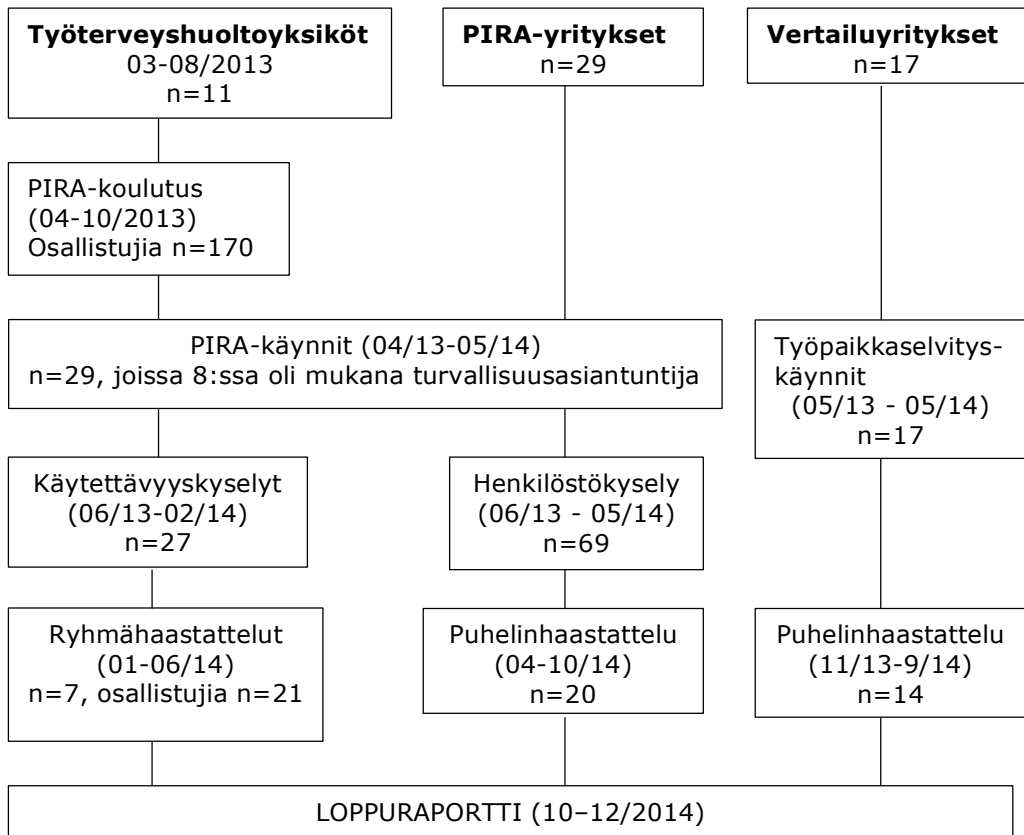 Työterveyshuoltoyksiköt
03-08/2013
n=11
PIRA-yritykset
n=29
Vertailuyritykset
n=17
PIRA-koulutus
(04-10/2013)
Osallistujia n=170
PIRA-käynnit (04/13-05/14)
n=29, joissa 8:ssa oli mukana turvallisuusasiantuntija
Työpaikkaselvitys-
käynnit
(05/13 - 05/14)
n=17
Käytettävyyskyselyt
(06/13-02/14)
n=27
Henkilöstökysely
(06/13 - 05/14)
n=69
Ryhmähaastattelut
(01-06/14)
n=7, osallistujia n=21
Puhelinhaastattelu
(04-10/14)
n=20
Puhelinhaastattelu
(11/13-9/14)
n=14
LOPPURAPORTTI (10–12/2014)